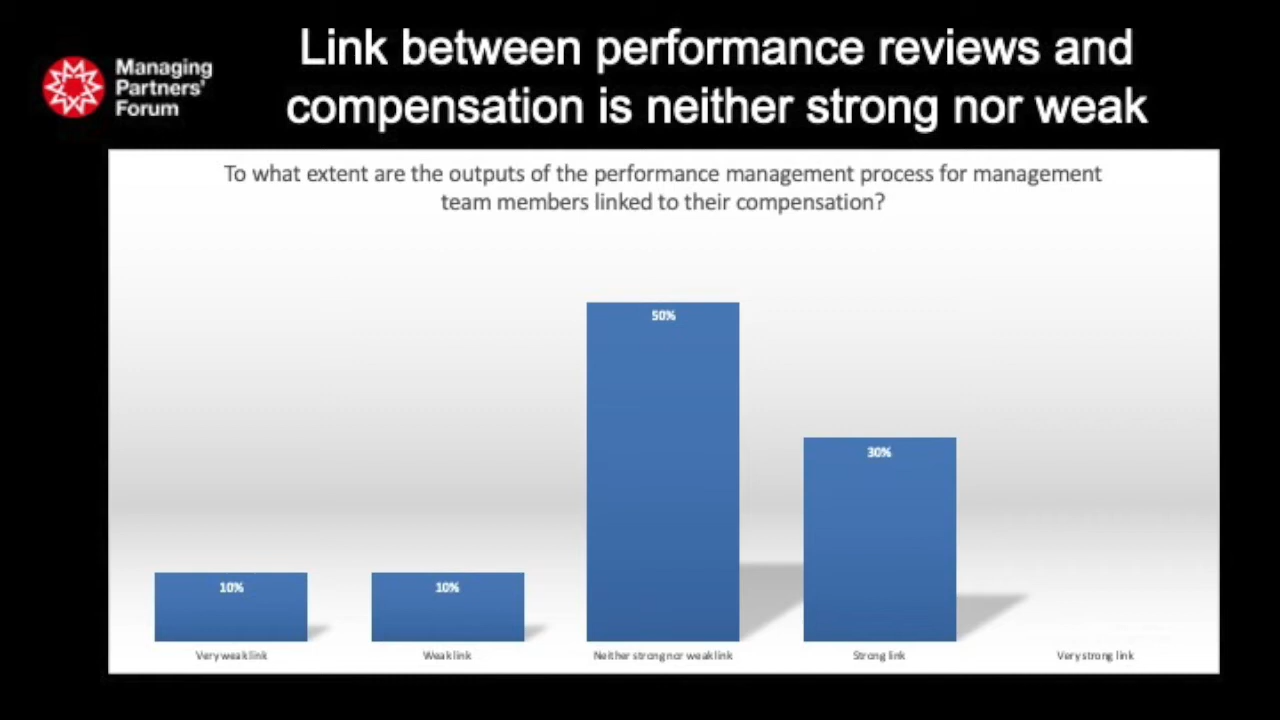 Link between performance reviews and
compensation is neither strong nor weak
Managing
Partners'
Forum
To what extent are the outputs of the performance management process for management
team members linked to their compensation?
50%
30%
10%
10%
Very weak link
Weak link
Neither strong nor weak link
Strong link
Very strong link